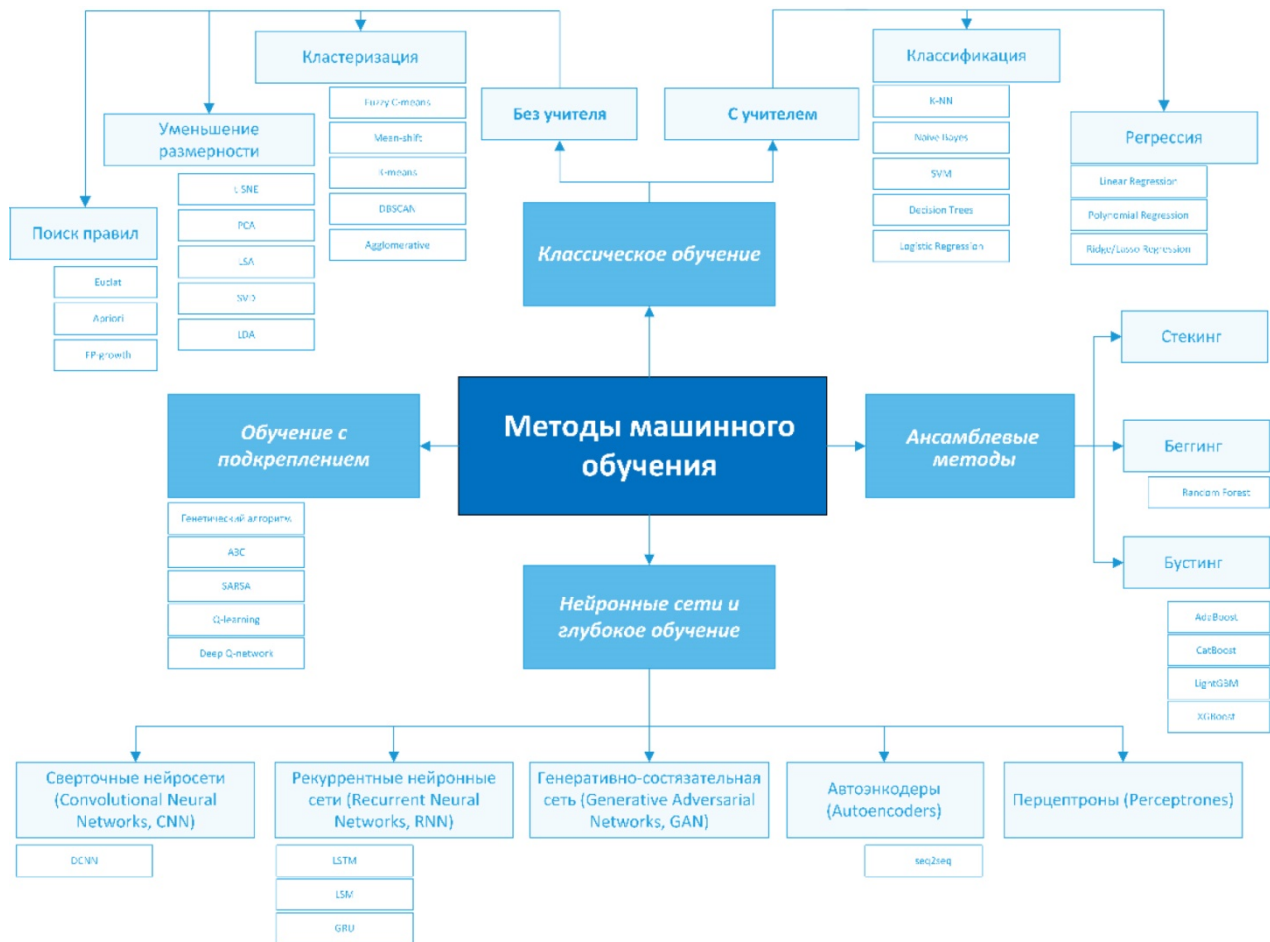 Кластеризация
Fuzzy C-means
Mean-shift
K-means
DBSCAN
Agglomerative
Уменьшение
размерности
t-SNE
PCA
LSA
SVD
LDA
Поиск правил
Euclat
Apriori
FP-growth
Без учителя
С учителем
Классификация
K-NN
Naive Bayes
SVM
Decision Trees
Logistic Regression
Регрессия
Linear Regression
Polynomial Regression
Ridge/Lasso Regression
Классическое обучение
Методы машинного
обучения
Обучение с
подкреплением
Генетический алгоритм
A3C
SARSA
Q-learning
Deep Q-network
Ансамблевые
методы
Стекинг
Беггинг
Random Forest
Бустинг
AdaBoost
CatBoost
LightGBM
XGBoost
Нейронные сети и
глубокое обучение
Сверточные нейросети
(Convolutional Neural
Networks, CNN)
DCNN
Рекуррентные нейронные
сети (Recurrent Neural
Networks, RNN)
LSTM
LSM
GRU
Генеративно-состязательная
сеть (Generative Adversarial
Networks, GAN)
Автоэнкодеры
(Autoencoders)
seq2seq
Перцептроны (Perceptrones)